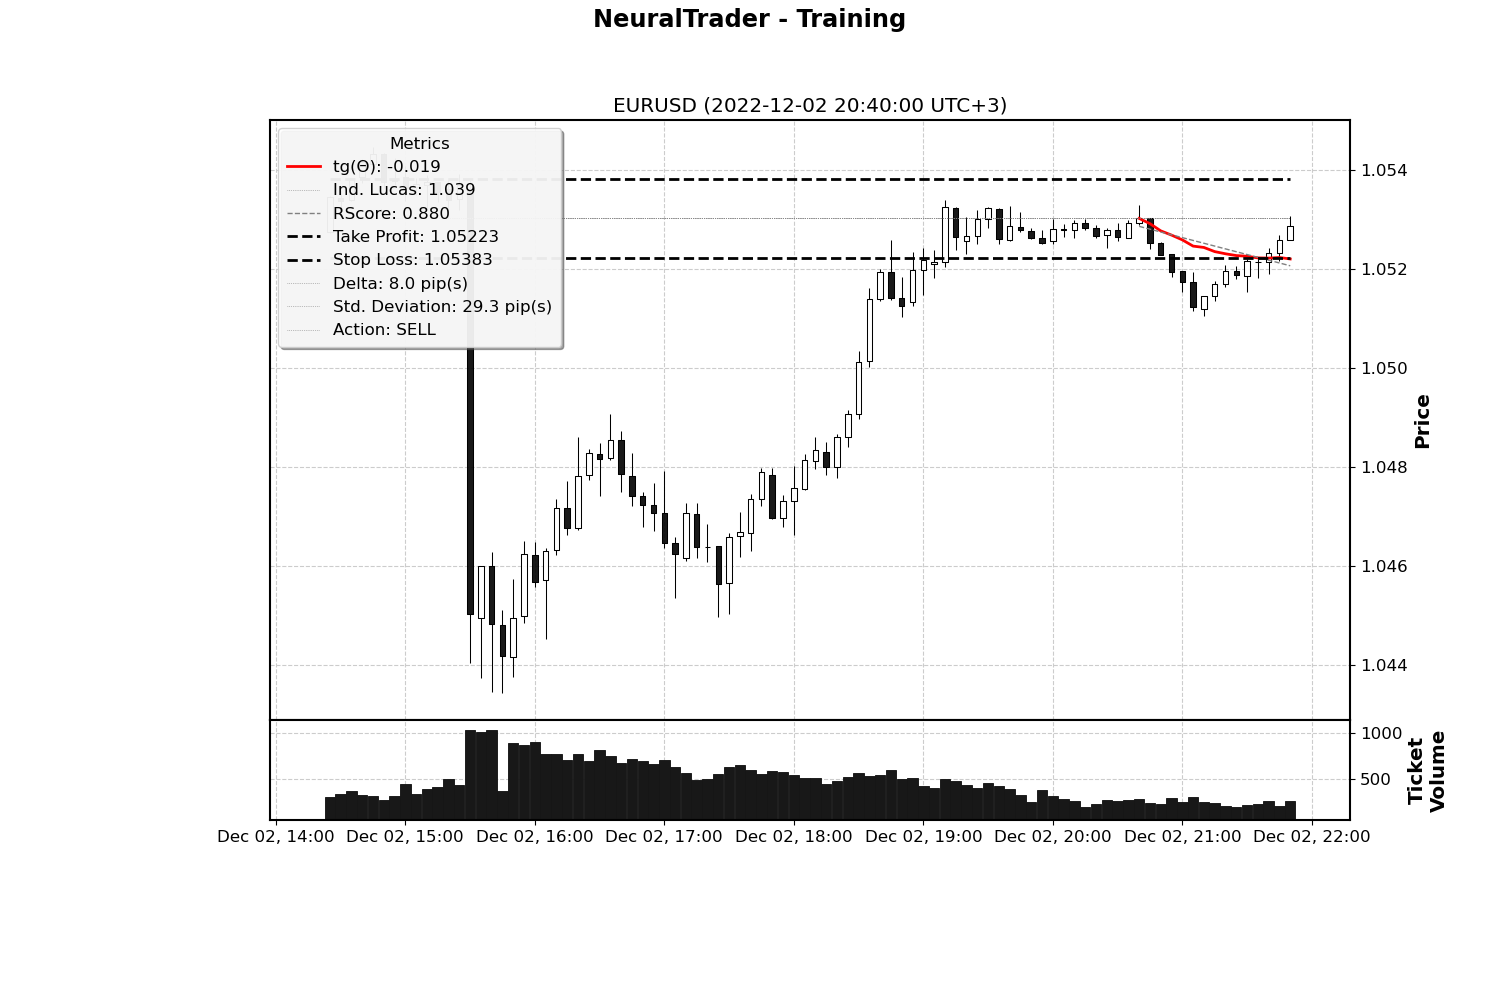 NeuralTrader - Training
EURUSD (2022-12-02 20:40:00 UTC+3)
Metrics
tg(Θ): -0.019
Ind. Lucas: 1.039
RScore: 0.880
Take Profit: 1.05223
Stop Loss: 1.05383
Delta: 8.0 pip(s)
Std. Deviation: 29.3 pip(s)
Action: SELL
1.054
1.052
1.050
1.048
1.046
1.044
Price
1000
500
Ticket
Volume
Dec 02, 14:00 Dec 02, 15:00 Dec 02, 16:00 Dec 02, 17:00 Dec 02, 18:00 Dec 02, 19:00 Dec 02, 20:00 Dec 02, 21:00 Dec 02, 22:00